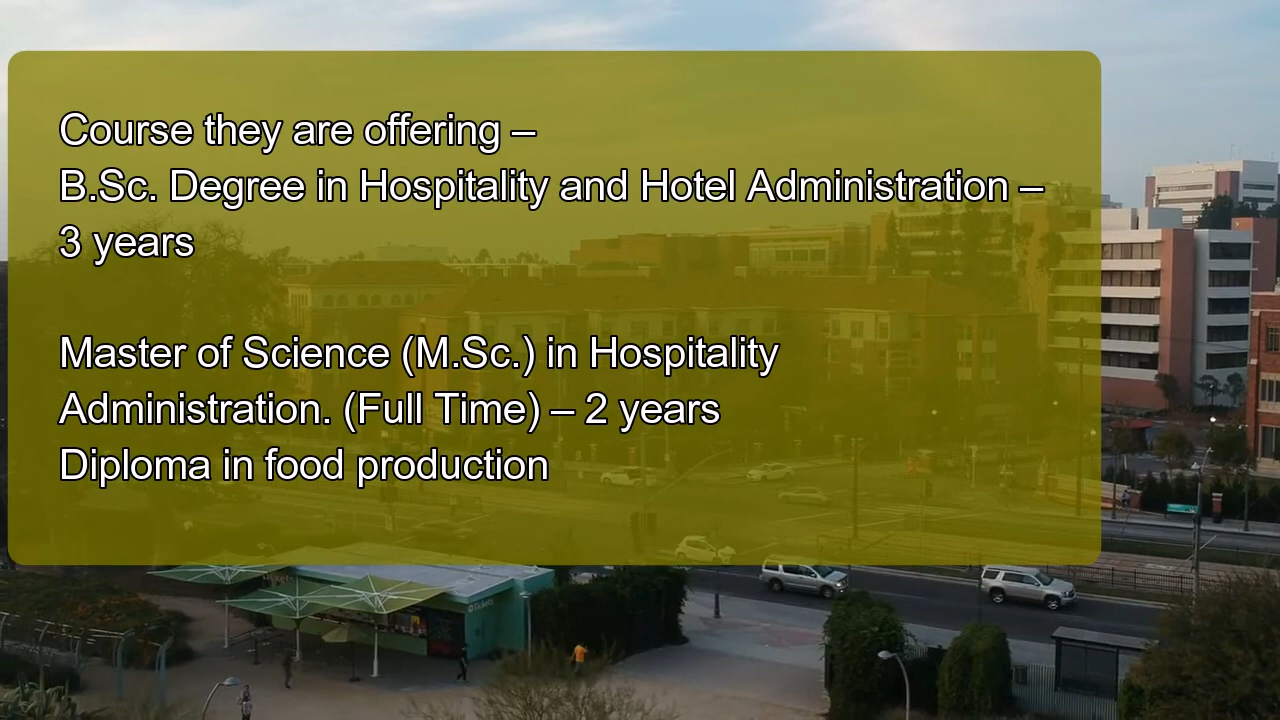 Course they are offering –
B.Sc. Degree in Hospitality and Hotel Administration –
3 years
Master of Science (M.Sc.) in Hospitality
Administration. (Full Time) – 2 years
Diploma in food production
Tickets